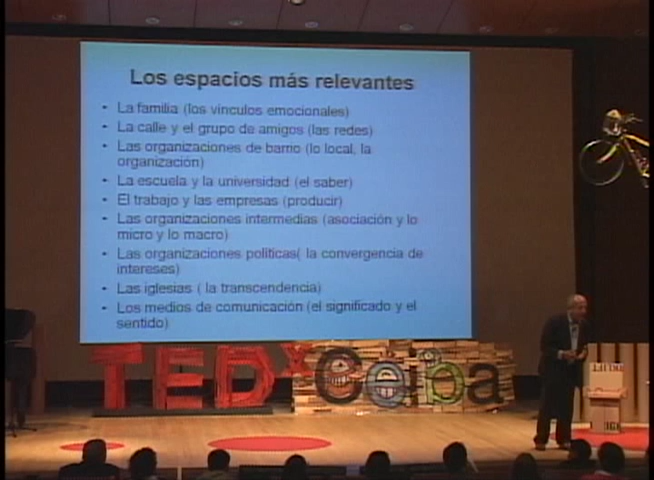 Los espacios más relevantes
• La familia (los vinculos emocionales)
• La calle y el grupo de amigos (las redes)
• Las organizaciones de barrio (lo local, la
organización)
• La escuela y la universidad (el saber)
• El trabajo y las empresas (producir)
• Las organizaciones intermedias (asociación y lo
micro y lo macro)
• Las organizaciones políticas( la convergencia de
intereses)
• Las iglesias ( la transcendencia)
• Los medios de comunicación (el significado y el
sentido)
TEDx Ceiba